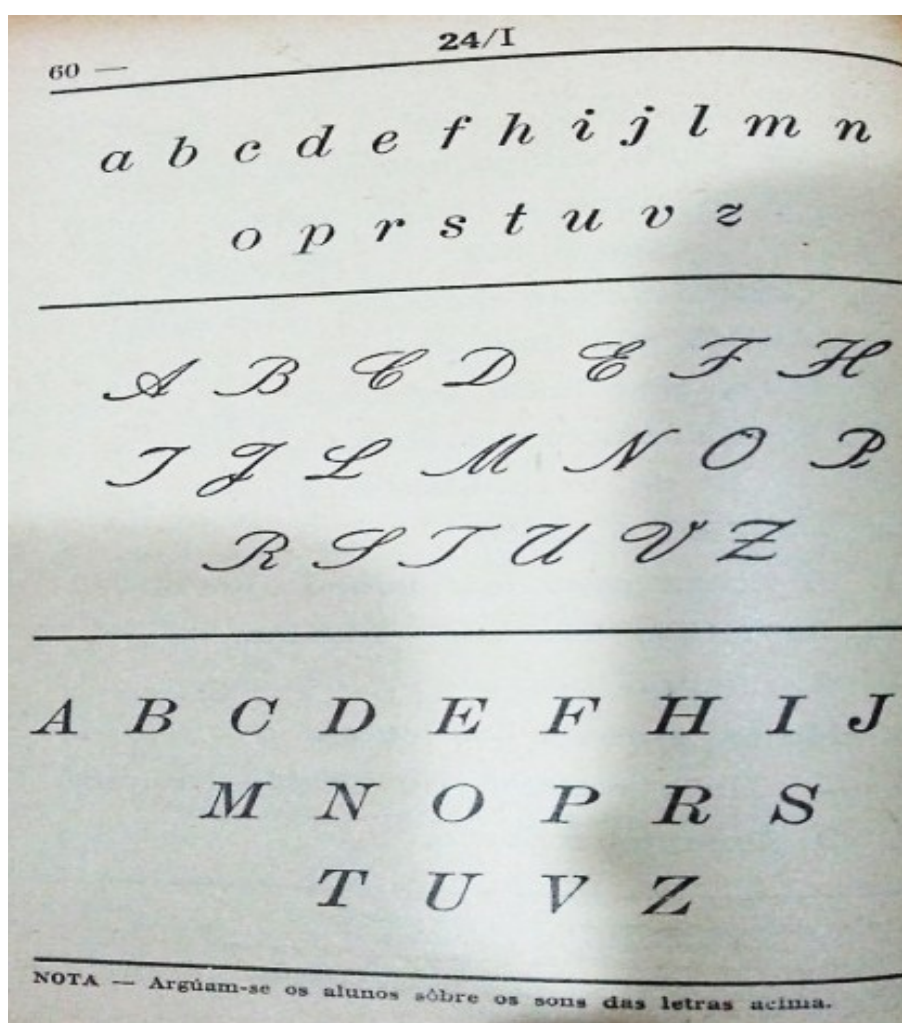 24/I
60 —
a b c d e f h i j l m n
o p r s t u v z
A B C D E F H
I J L M N O P
R S T U V Z
A B C D E F H I J
M N O P R S
T U V Z
NOTA — Argúam-se os alunos sôbre os sons das letras acima.